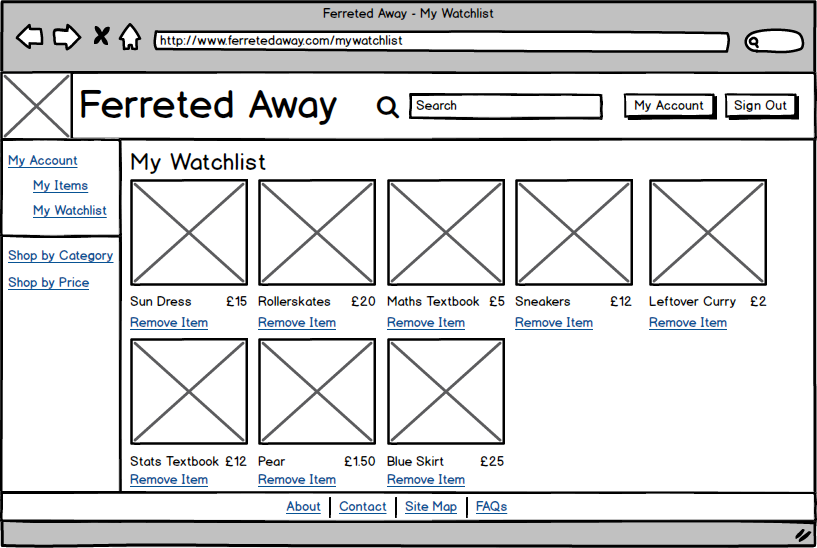 Ferreted Away - My Watchlist
http://www.ferretedaway.com/mywatchlist
Ferreted Away
Search
My Account
Sign Out
My Account
My Items
My Watchlist
Shop by Category
Shop by Price
My Watchlist
Sun Dress £15 Rollerskates £20 Maths Textbook £5 Sneakers £12 Leftover Curry £2
Remove Item Remove Item Remove Item Remove Item Remove Item
Stats Textbook £12 Pear £1.50 Blue Skirt £25
Remove Item Remove Item Remove Item
About Contact Site Map FAQs